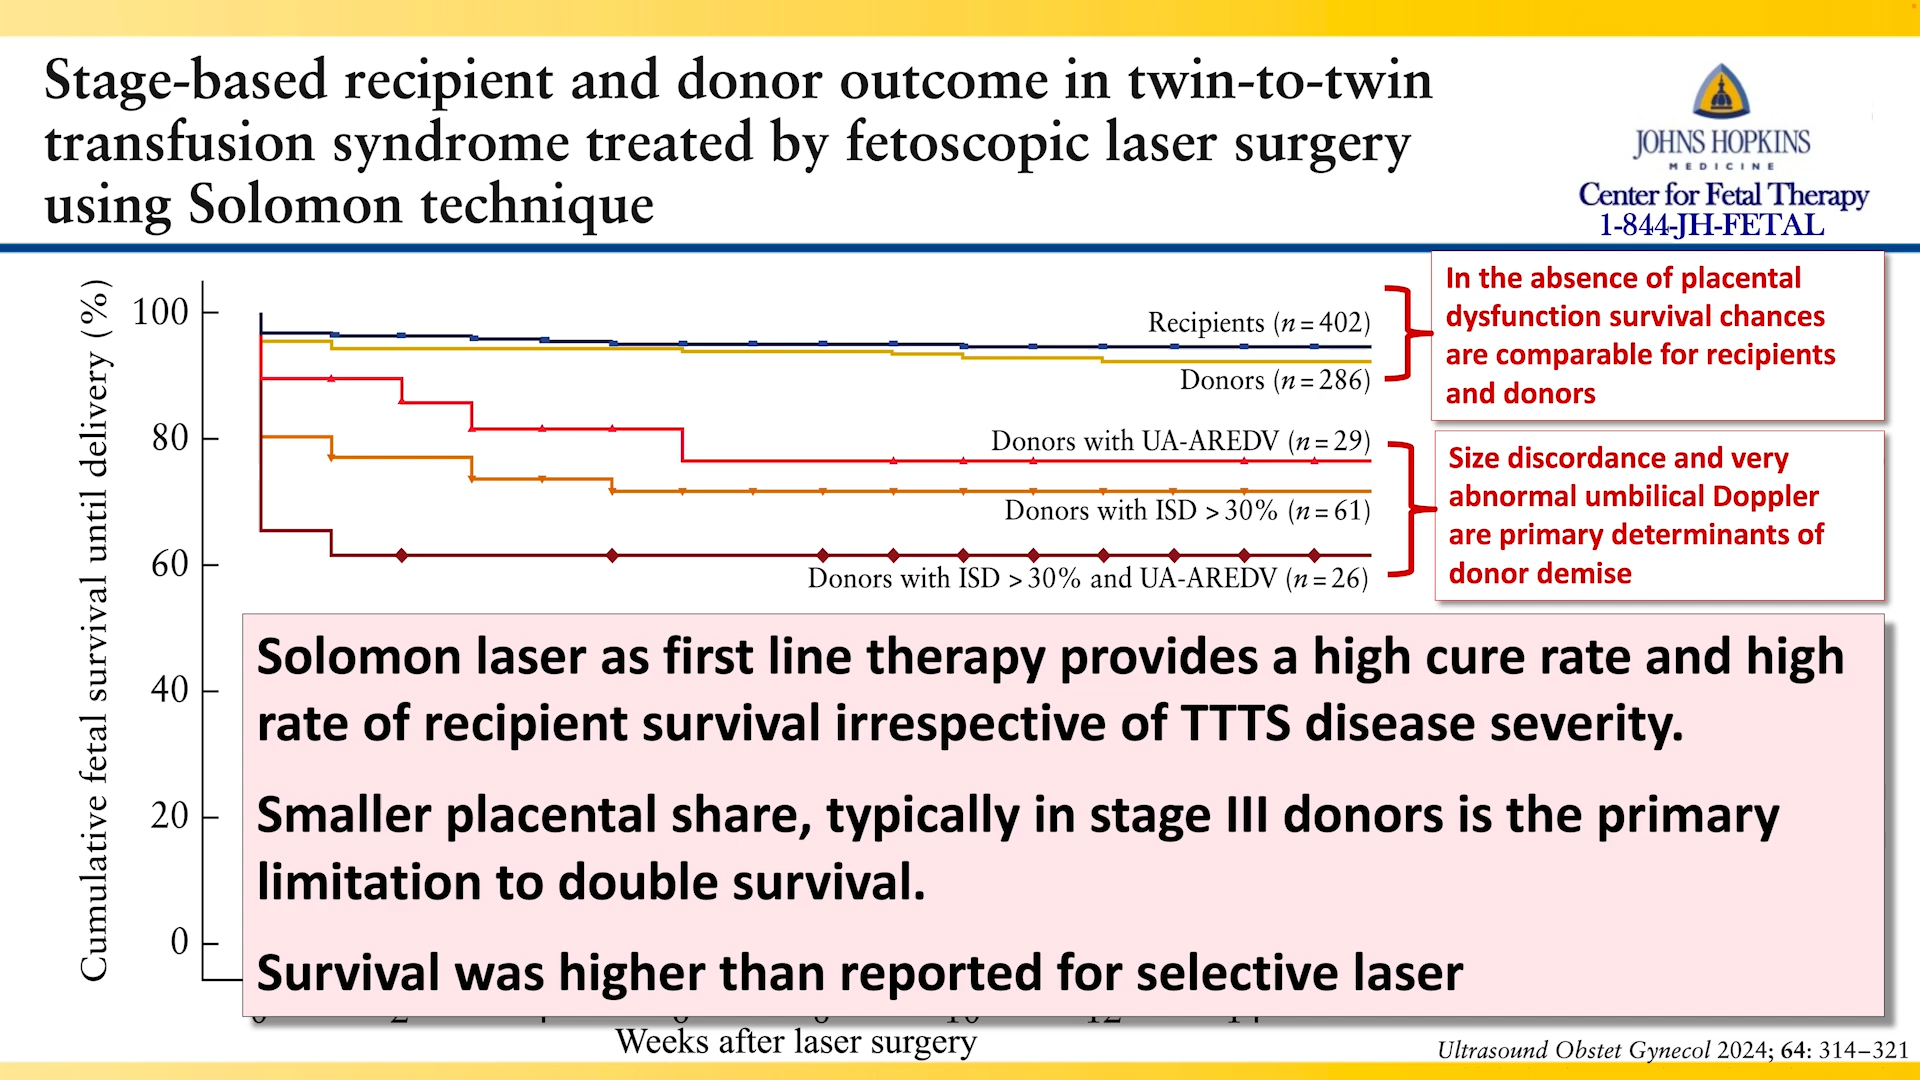 Stage-based recipient and donor outcome in twin-to-twin
transfusion syndrome treated by fetoscopic laser surgery
using Solomon technique
JOHNS HOPKINS
MEDICINE
Center for Fetal Therapy
1-844-JH-FETAL
Cumulative fetal survival until delivery (%)
100
80
60
40
20
0
Recipients (n = 402)
Donors (n = 286)
Donors with UA-AREDV (n = 29)
Donors with ISD > 30% (n = 61)
Donors with ISD > 30% and UA-AREDV (n = 26)
In the absence of placental
dysfunction survival chances
are comparable for recipients
and donors
Size discordance and very
abnormal umbilical Doppler
are primary determinants of
donor demise
Solomon laser as first line therapy provides a high cure rate and high
rate of recipient survival irrespective of TTTS disease severity.
Smaller placental share, typically in stage III donors is the primary
limitation to double survival.
Survival was higher than reported for selective laser
Weeks after laser surgery
Ultrasound Obstet Gynecol 2024; 64: 314–321